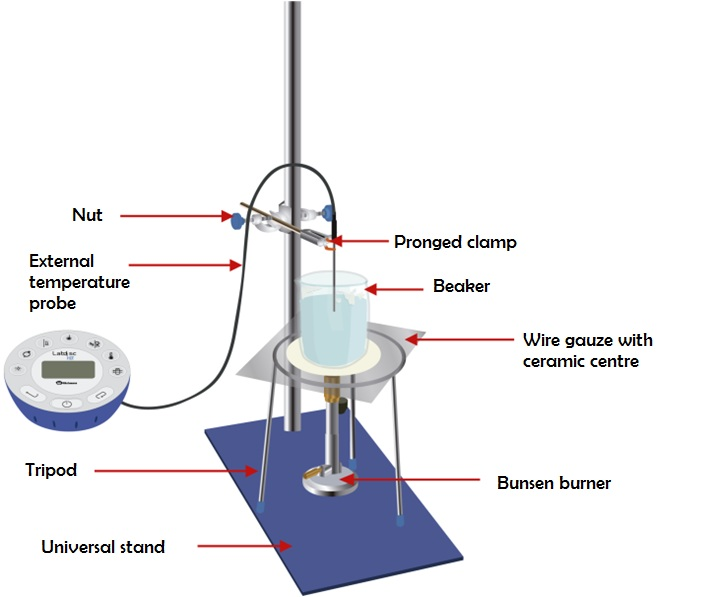 Nut
Pronged clamp
External
temperature
probe
Beaker
Wire gauze with
ceramic centre
Labdisc
Tripod
Bunsen burner
Universal stand